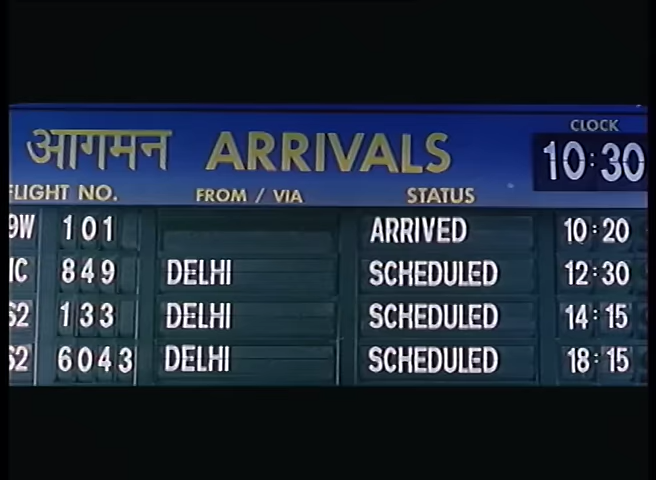 आगमन ARRIVALS CLOCK 10:30
FLIGHT NO. FROM / VIA STATUS
9W 101 ARRIVED 10:20
IC 849 DELHI SCHEDULED 12:30
S2 133 DELHI SCHEDULED 14:15
S2 6043 DELHI SCHEDULED 18:15